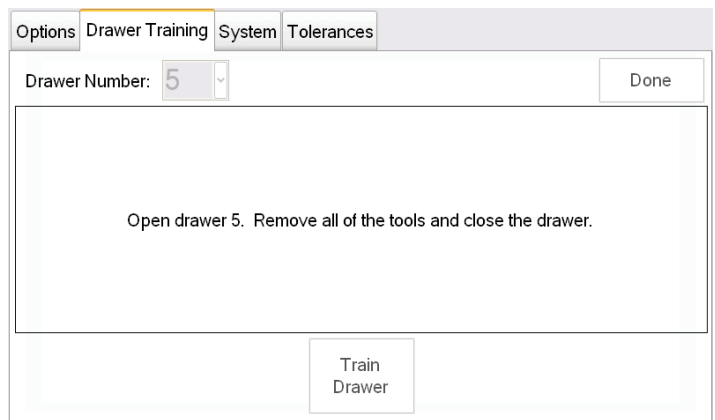 Options Drawer Training System Tolerances
Drawer Number: 5 Done
Open drawer 5. Remove all of the tools and close the drawer.
Train
Drawer